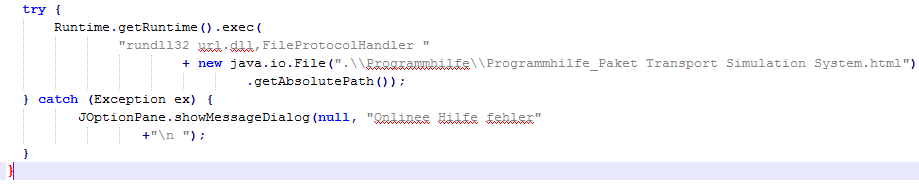 try {
Runtime.getRuntime().exec(
"rundll32 url.dll,FileProtocolHandler "
+ new java.io.File(".\\Programmhilfe\\Programmhilfe_Paket Transport Simulation System.html")
.getAbsolutePath());
} catch (Exception ex) {
JOptionPane.showMessageDialog(null, "Onlinee Hilfe fehler"
+"\n ");
}
}